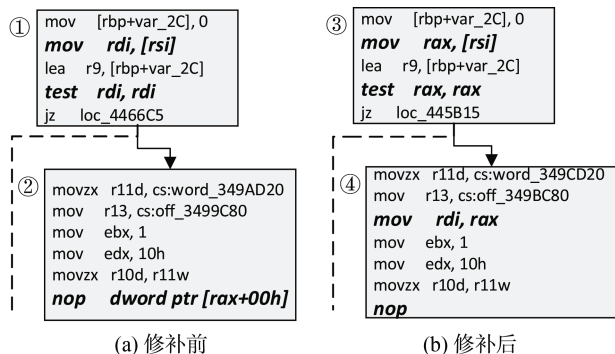 ①
mov [rbp+var_2C], 0
mov rdi, [rsi]
lea r9, [rbp+var_2C]
test rdi, rdi
jz loc_4466C5
②
movzx r11d, cs:word_349AD20
mov r13, cs:off_3499C80
mov ebx, 1
mov edx, 10h
movzx r10d, r11w
nop dword ptr [rax+00h]
(a) 修补前
③
mov [rbp+var_2C], 0
mov rax, [rsi]
lea r9, [rbp+var_2C]
test rax, rax
jz loc_445B15
④
movzx r11d, cs:word_349CD20
mov r13, cs:off_349BC80
mov rdi, rax
mov ebx, 1
mov edx, 10h
movzx r10d, r11w
nop
(b) 修补后